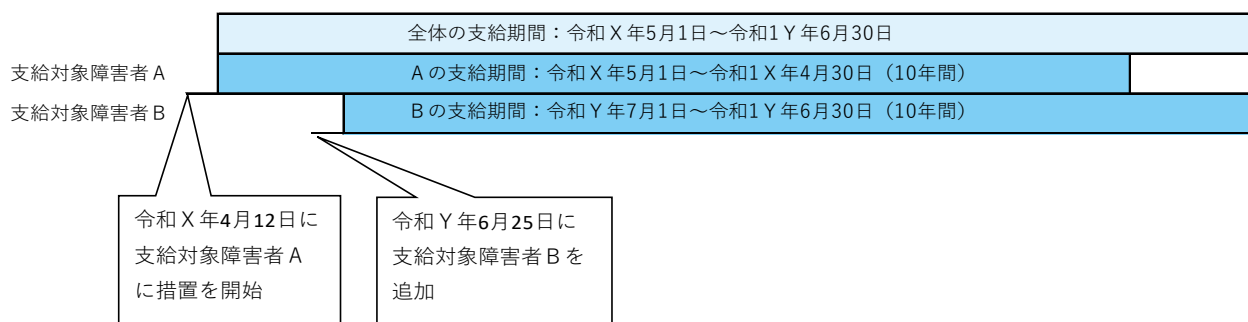 全体の支給期間：令和Ｘ年5月1日～令和1Ｙ年6月30日
支給対象障害者Ａ
Ａの支給期間：令和Ｘ年5月1日～令和1Ｘ年4月30日（10年間）
支給対象障害者Ｂ
Ｂの支給期間：令和Ｙ年7月1日～令和1Ｙ年6月30日（10年間）
令和Ｘ年4月12日に
支給対象障害者Ａ
に措置を開始
令和Ｙ年6月25日に
支給対象障害者Ｂを
追加